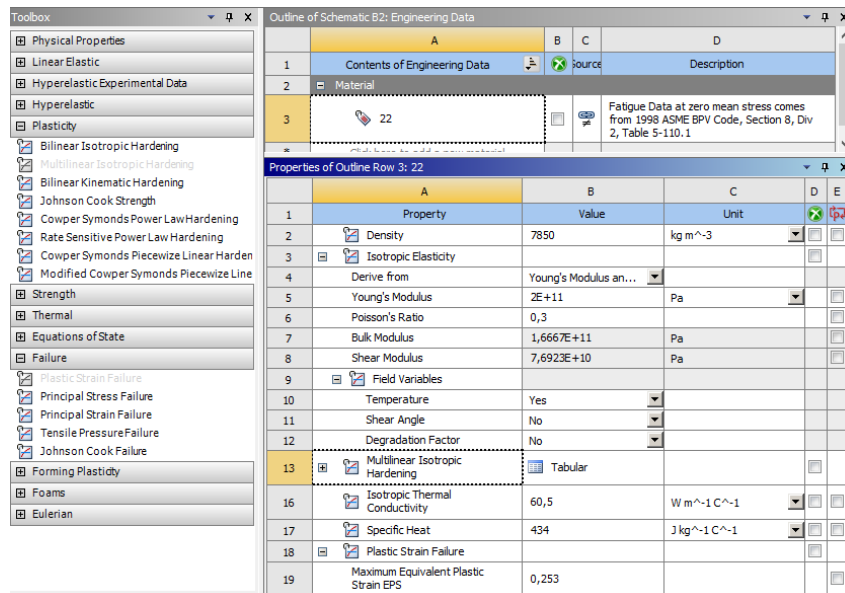 Toolbox
Physical Properties
Linear Elastic
Hyperelastic Experimental Data
Hyperelastic
Plasticity
Bilinear Isotropic Hardening
Multilinear Isotropic Hardening
Bilinear Kinematic Hardening
Johnson Cook Strength
Cowper Symonds Power Law Hardening
Rate Sensitive Power Law Hardening
Cowper Symonds Piecewize Linear Harden
Modified Cowper Symonds Piecewize Line
Strength
Thermal
Equations of State
Failure
Plastic Strain Failure
Principal Stress Failure
Principal Strain Failure
Tensile Pressure Failure
Johnson Cook Failure
Forming Plasticity
Foams
Eulerian
Outline of Schematic B2: Engineering Data
A B C D
1 Contents of Engineering Data Source Description
2 Material
3 22 Fatigue Data at zero mean stress comes
from 1998 ASME BPV Code, Section 8, Div
2, Table 5-110.1
Click here to add a new material
Properties of Outline Row 3: 22
A B C D E
1 Property Value Unit
2 Density 7850 kg m^-3
3 Isotropic Elasticity
4 Derive from Young's Modulus an...
5 Young's Modulus 2E+11 Pa
6 Poisson's Ratio 0,3
7 Bulk Modulus 1,6667E+11 Pa
8 Shear Modulus 7,6923E+10 Pa
9 Field Variables
10 Temperature Yes
11 Shear Angle No
12 Degradation Factor No
13 Multilinear Isotropic
Hardening Tabular
16 Isotropic Thermal
Conductivity 60,5 W m^-1 C^-1
17 Specific Heat 434 J kg^-1 C^-1
18 Plastic Strain Failure
19 Maximum Equivalent Plastic
Strain EPS 0,253